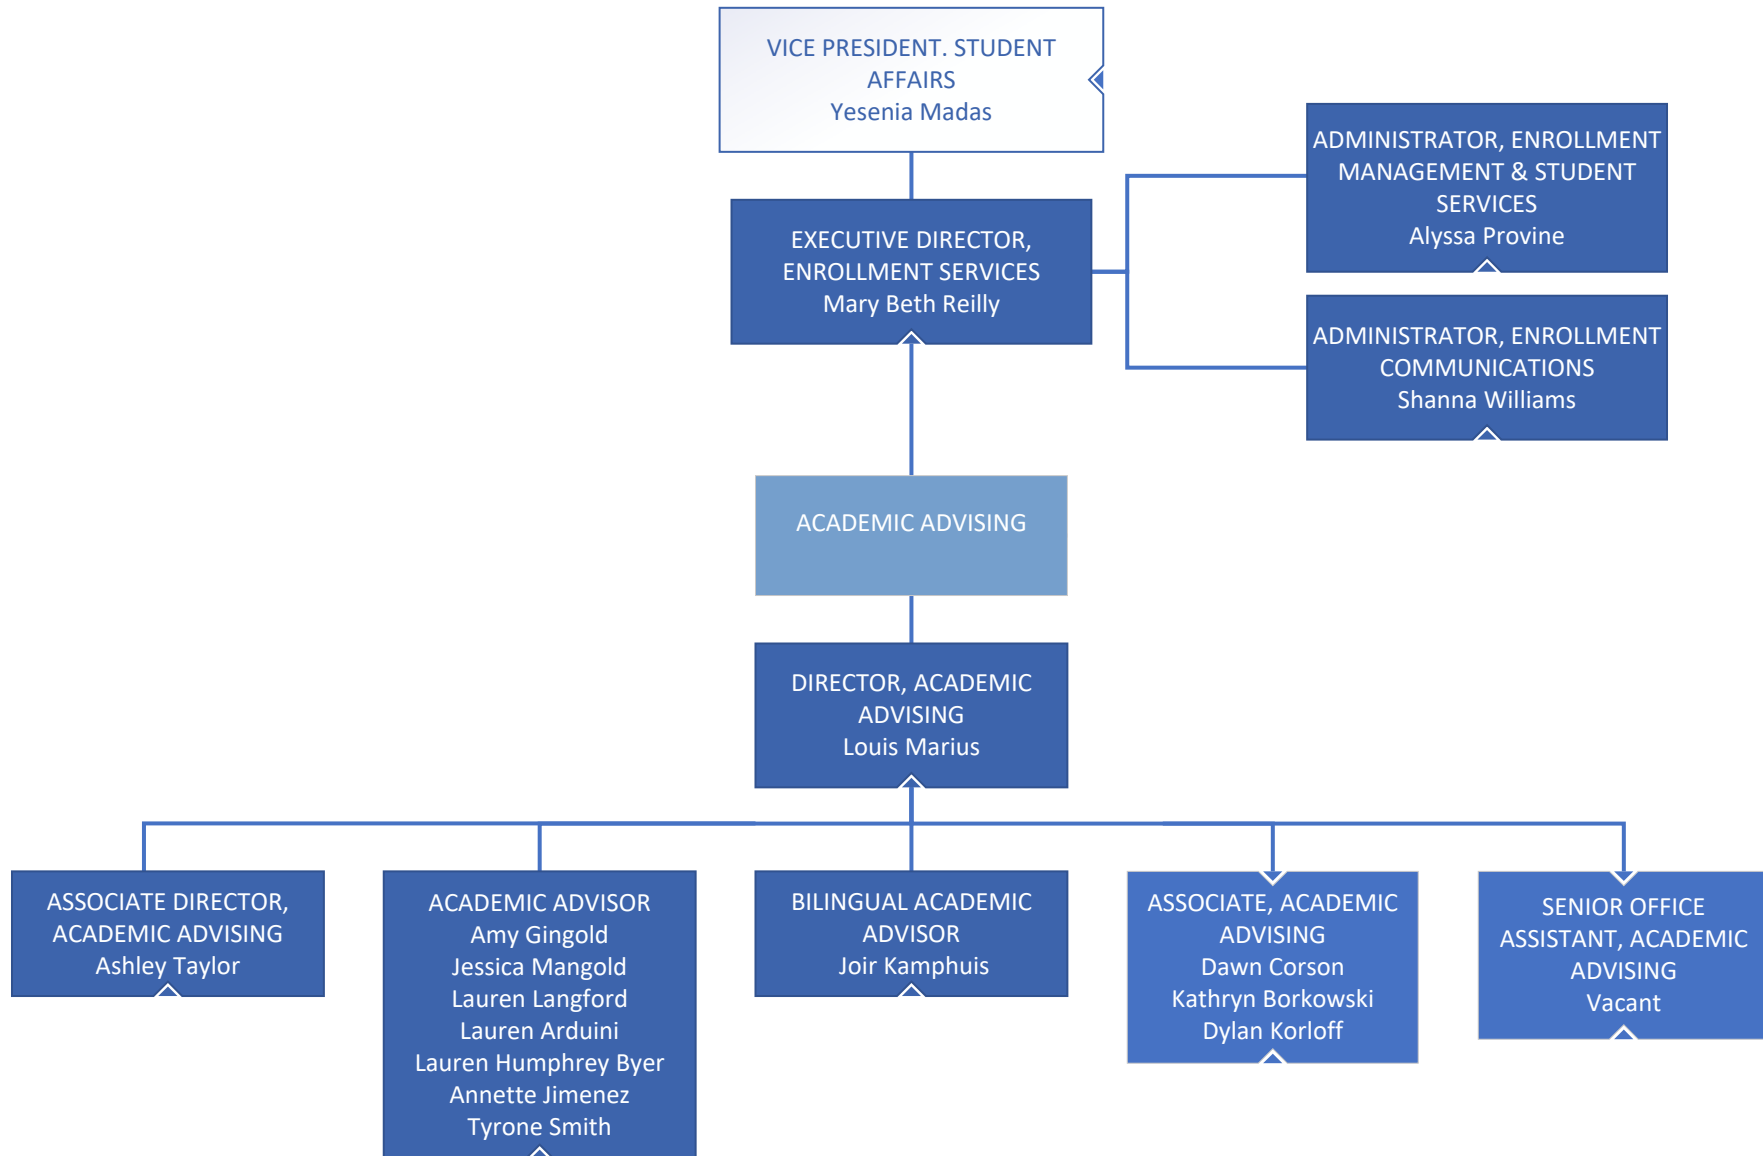 VICE PRESIDENT. STUDENT
AFFAIRS
Yesenia Madas
EXECUTIVE DIRECTOR,
ENROLLMENT SERVICES
Mary Beth Reilly
ADMINISTRATOR, ENROLLMENT
MANAGEMENT & STUDENT
SERVICES
Alyssa Provine
ADMINISTRATOR, ENROLLMENT
COMMUNICATIONS
Shanna Williams
ACADEMIC ADVISING
DIRECTOR, ACADEMIC
ADVISING
Louis Marius
ASSOCIATE DIRECTOR,
ACADEMIC ADVISING
Ashley Taylor
ACADEMIC ADVISOR
Amy Gingold
Jessica Mangold
Lauren Langford
Lauren Arduini
Lauren Humphrey Byer
Annette Jimenez
Tyrone Smith
BILINGUAL ACADEMIC
ADVISOR
Joir Kamphuis
ASSOCIATE, ACADEMIC
ADVISING
Dawn Corson
Kathryn Borkowski
Dylan Korloff
SENIOR OFFICE
ASSISTANT, ACADEMIC
ADVISING
Vacant